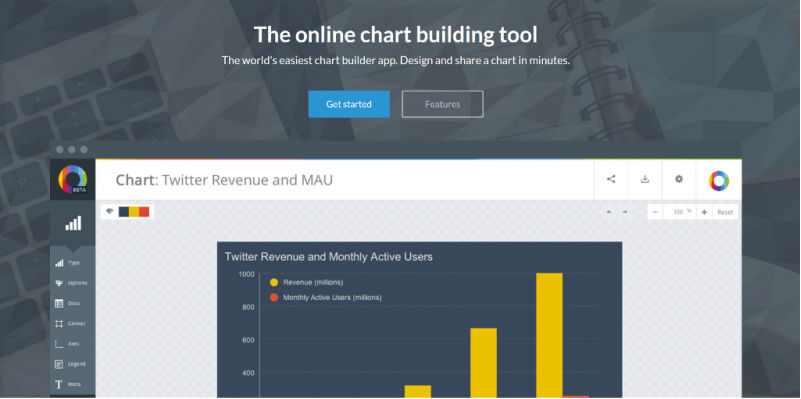 The online chart building tool
The world's easiest chart builder app. Design and share a chart in minutes.
Get started
Features
BETA
Chart: Twitter Revenue and MAU
100 %
Reset
Type
Options
Data
Canvas
Axes
Legend
Meta
Twitter Revenue and Monthly Active Users
Revenue (millions)
Monthly Active Users (millions)
1000
800
600
400